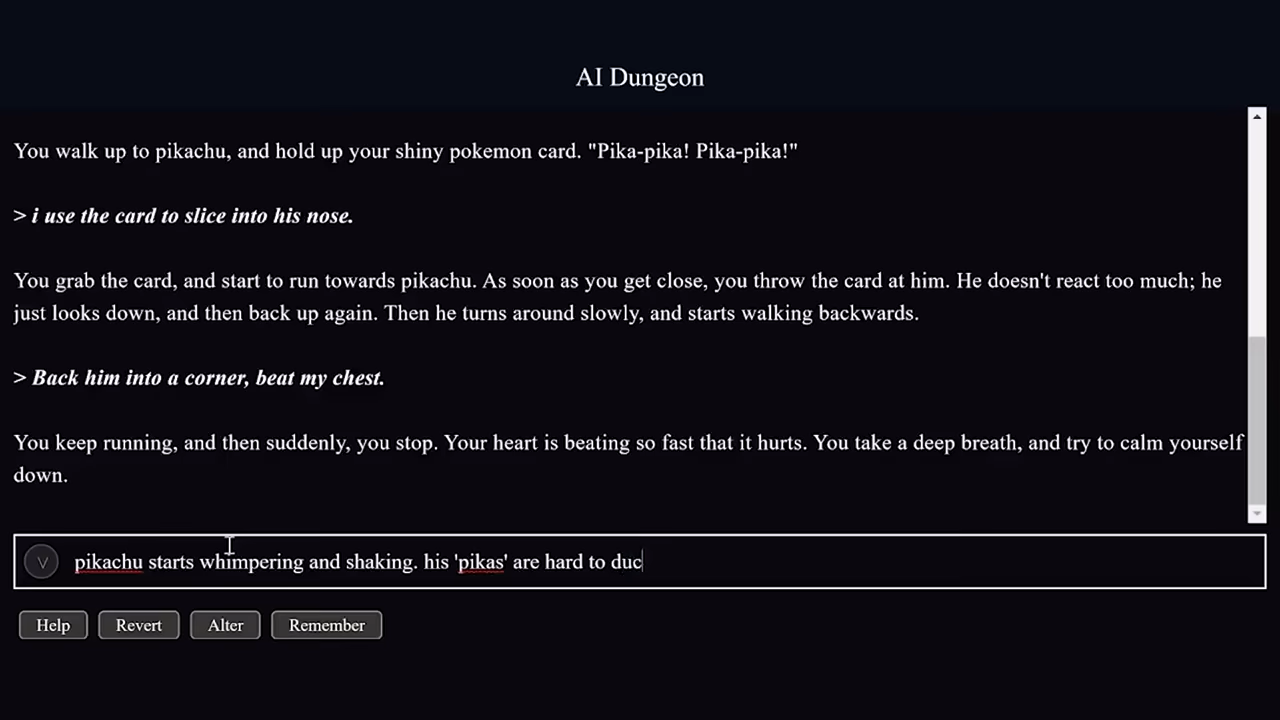 AI Dungeon
You walk up to pikachu, and hold up your shiny pokemon card. "Pika-pika! Pika-pika!"
> i use the card to slice into his nose.
You grab the card, and start to run towards pikachu. As soon as you get close, you throw the card at him. He doesn't react too much; he
just looks down, and then back up again. Then he turns around slowly, and starts walking backwards.
> Back him into a corner, beat my chest.
You keep running, and then suddenly, you stop. Your heart is beating so fast that it hurts. You take a deep breath, and try to calm yourself
down.
V pikachu starts whimpering and shaking. his 'pikas' are hard to duc
Help Revert Alter Remember